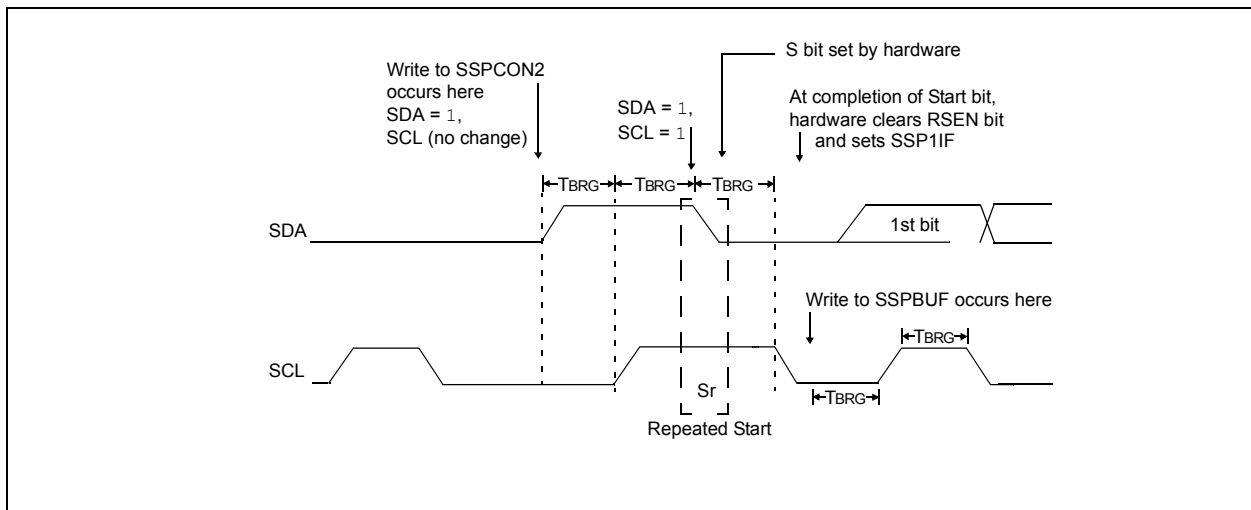 S bit set by hardware
Write to SSPCON2
occurs here
SDA = 1,
SCL (no change)
SDA = 1,
SCL = 1
At completion of Start bit,
hardware clears RSEN bit
and sets SSP1IF
TBRG TBRG TBRG
SDA
1st bit
Write to SSPBUF occurs here
TBRG
SCL
TBRG
Sr
Repeated Start